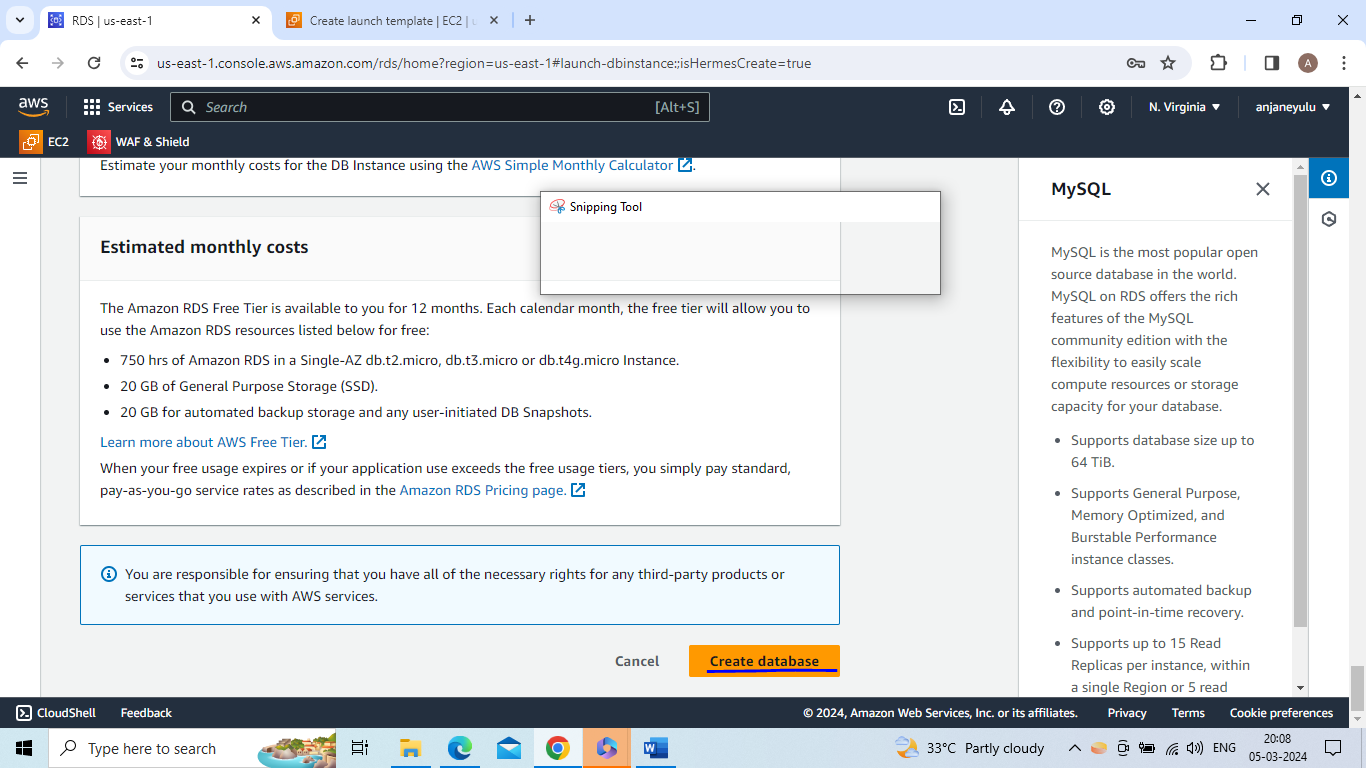 RDS | us-east-1
Create launch template | EC2 | u
us-east-1.console.aws.amazon.com/rds/home?region=us-east-1#launch-dbinstance:;isHermesCreate=true
A
aws
Services
Search
[Alt+S]
N. Virginia
anjaneyulu
EC2
WAF & Shield
Estimate your monthly costs for the DB Instance using the AWS Simple Monthly Calculator.
Snipping Tool
Estimated monthly costs
The Amazon RDS Free Tier is available to you for 12 months. Each calendar month, the free tier will allow you to
use the Amazon RDS resources listed below for free:
• 750 hrs of Amazon RDS in a Single-AZ db.t2.micro, db.t3.micro or db.t4g.micro Instance.
• 20 GB of General Purpose Storage (SSD).
• 20 GB for automated backup storage and any user-initiated DB Snapshots.
Learn more about AWS Free Tier.
When your free usage expires or if your application use exceeds the free usage tiers, you simply pay standard,
pay-as-you-go service rates as described in the Amazon RDS Pricing page.
You are responsible for ensuring that you have all of the necessary rights for any third-party products or
services that you use with AWS services.
Cancel
Create database
MySQL
MySQL is the most popular open
source database in the world.
MySQL on RDS offers the rich
features of the MySQL
community edition with the
flexibility to easily scale
compute resources or storage
capacity for your database.
• Supports database size up to
64 TiB.
• Supports General Purpose,
Memory Optimized, and
Burstable Performance
instance classes.
• Supports automated backup
and point-in-time recovery.
• Supports up to 15 Read
Replicas per instance, within
a single Region or 5 read
CloudShell
Feedback
© 2024, Amazon Web Services, Inc. or its affiliates.
Privacy
Terms
Cookie preferences
Type here to search
33°C Partly cloudy
ENG
20:08
05-03-2024